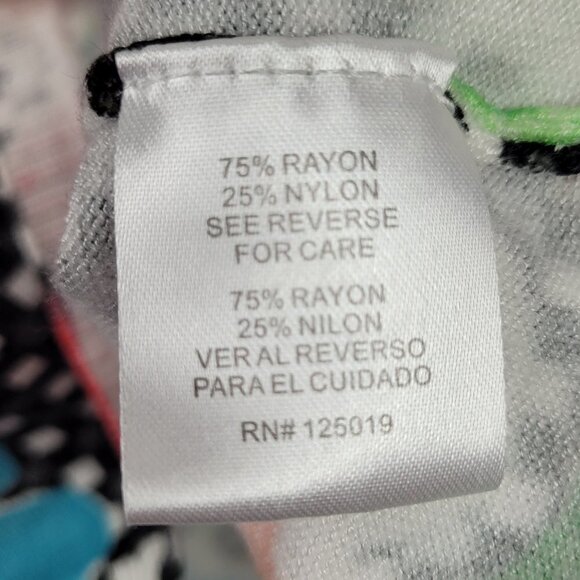 75% RAYON
25% NYLON
SEE REVERSE
FOR CARE
75% RAYON
25% NILON
VER AL REVERSO
PARA EL CUIDADO
RN# 125019